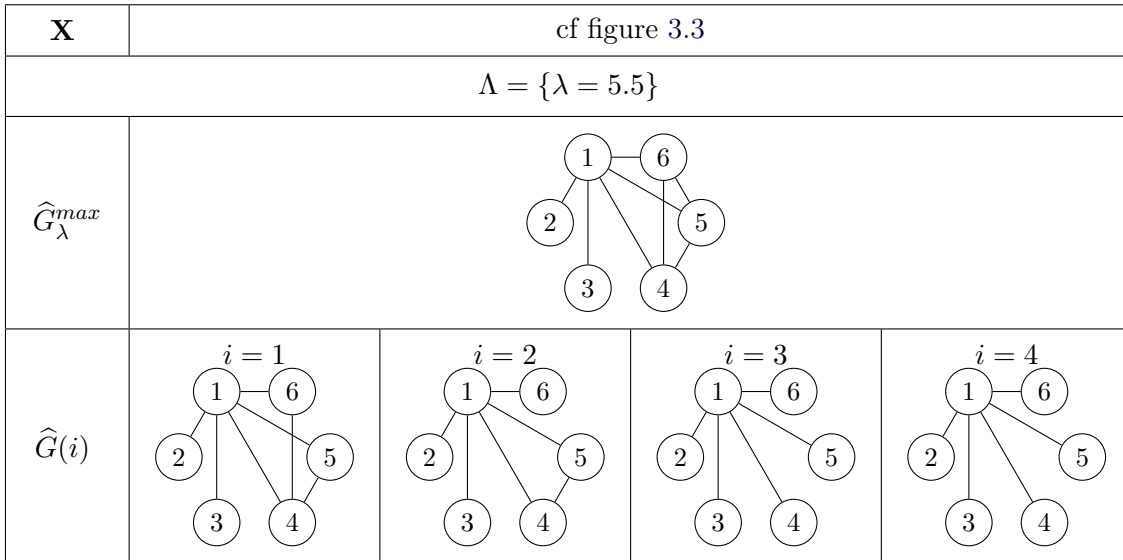 X cf figure 3.3
Λ = {λ = 5.5}
Ĝ_λ^{max}
1 6
2 5
3 4
Ĝ(i)
i = 1 i = 2 i = 3 i = 4
1 6 1 6 1 6 1 6
2 5 2 5 2 5 2 5
3 4 3 4 3 4 3 4